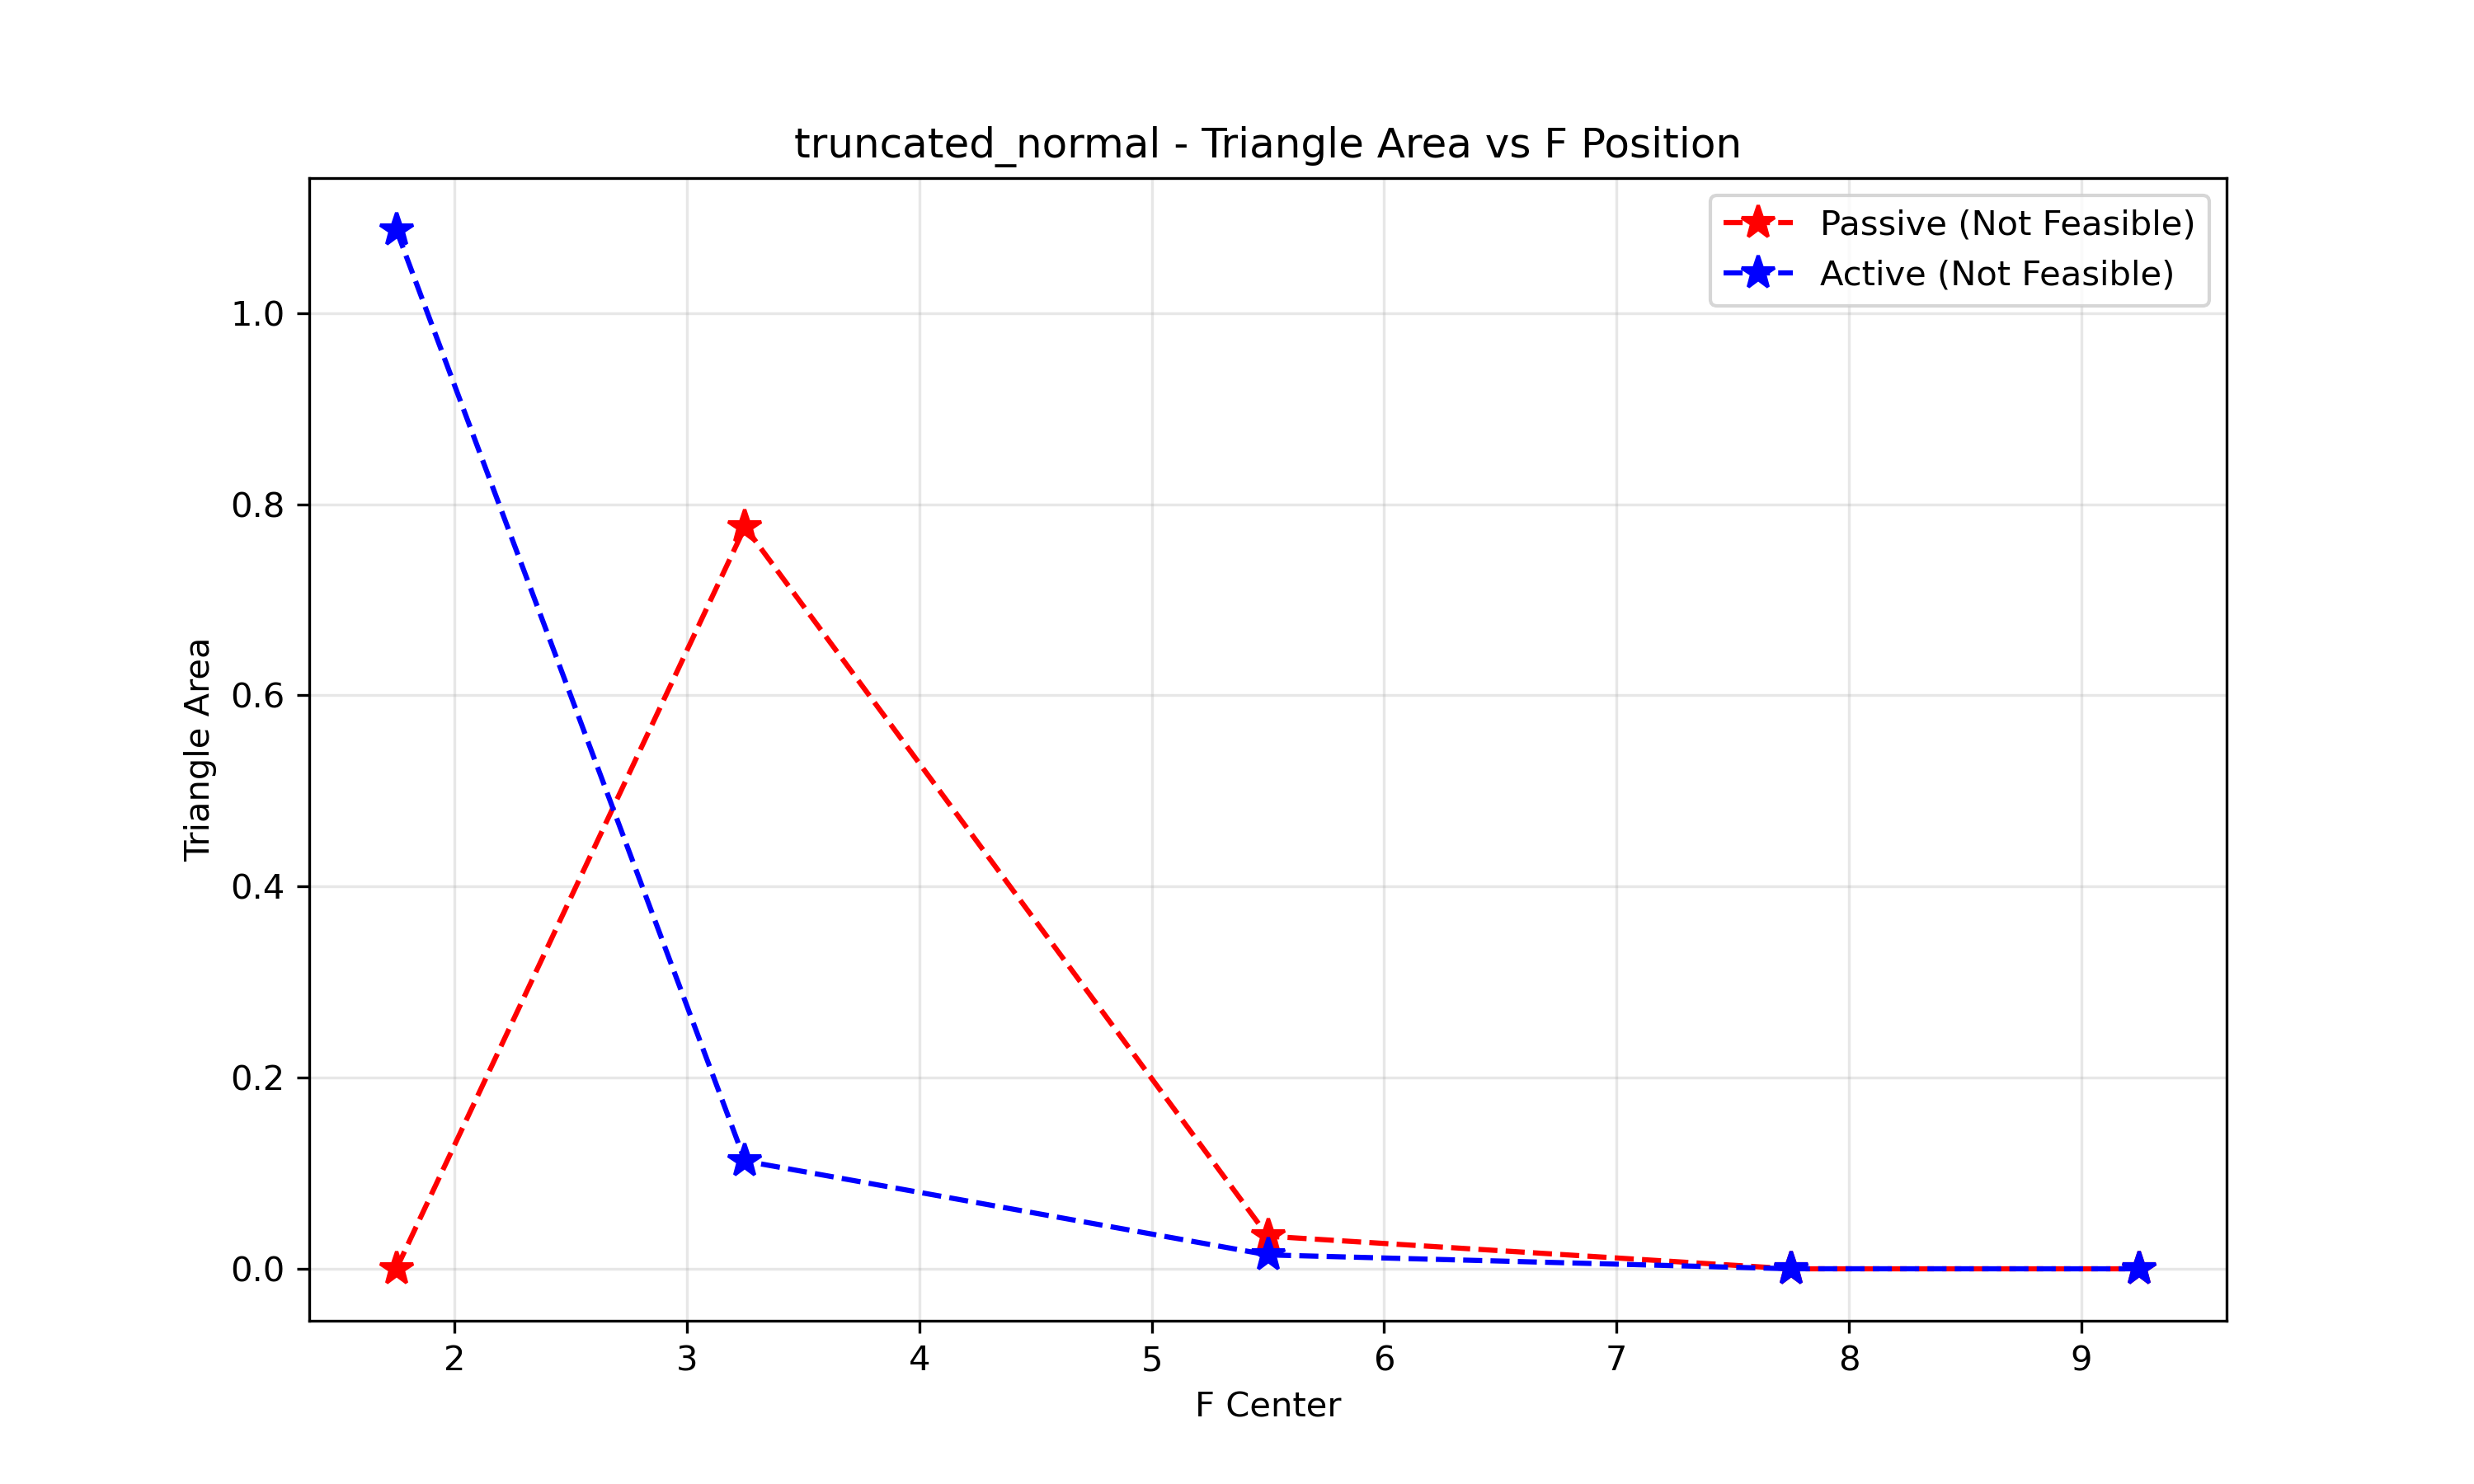 truncated_normal - Triangle Area vs F Position
Passive (Not Feasible)
Active (Not Feasible)
Triangle Area
1.0
0.8
0.6
0.4
0.2
0.0
2 3 4 5 6 7 8 9
F Center